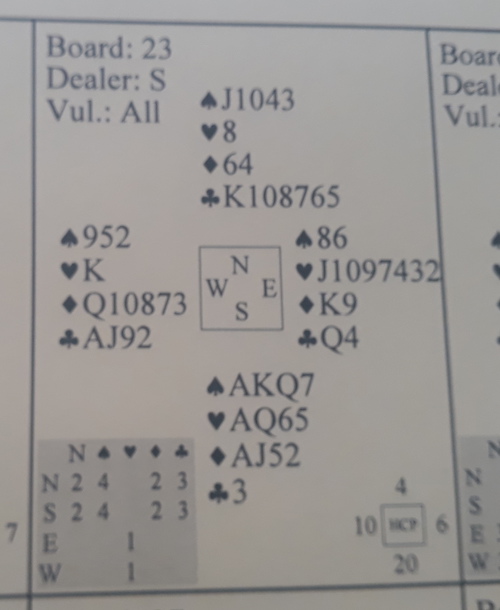 Board: 23
Dealer: S
Vul.: All
♠J1043
♥8
♦64
♣K108765
♠952
♥K
♦Q10873
♣AJ92
N
W E
S
♠86
♥J1097432
♦K9
♣Q4
♠AKQ7
♥AQ65
♦AJ52
♣3
N ♠ ♥ ♦ ♣
N 2 4 2 3
S 2 4 2 3
E 1
W 1
4
10 HCP 6
20
7
Boar
Deal
Vul.:
N
N
S
E
W